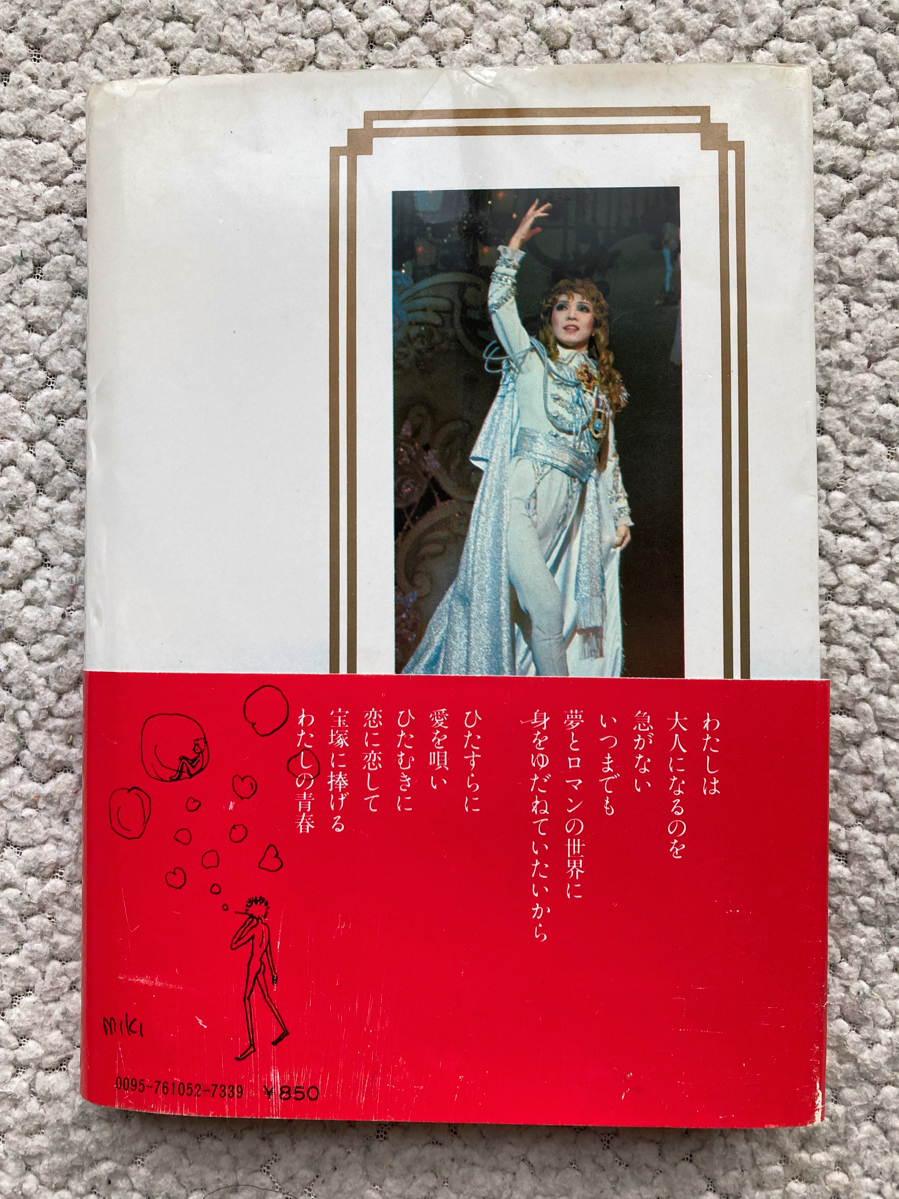 わたしは
大人になるのを
急がない
いつまでも
夢とロマンの世界に
身をゆだねていたいから
ひたすらに
愛を唄い
ひたむきに
恋に恋して
宝塚に捧げる
わたしの青春
miki
0095-761052-7339 ¥850